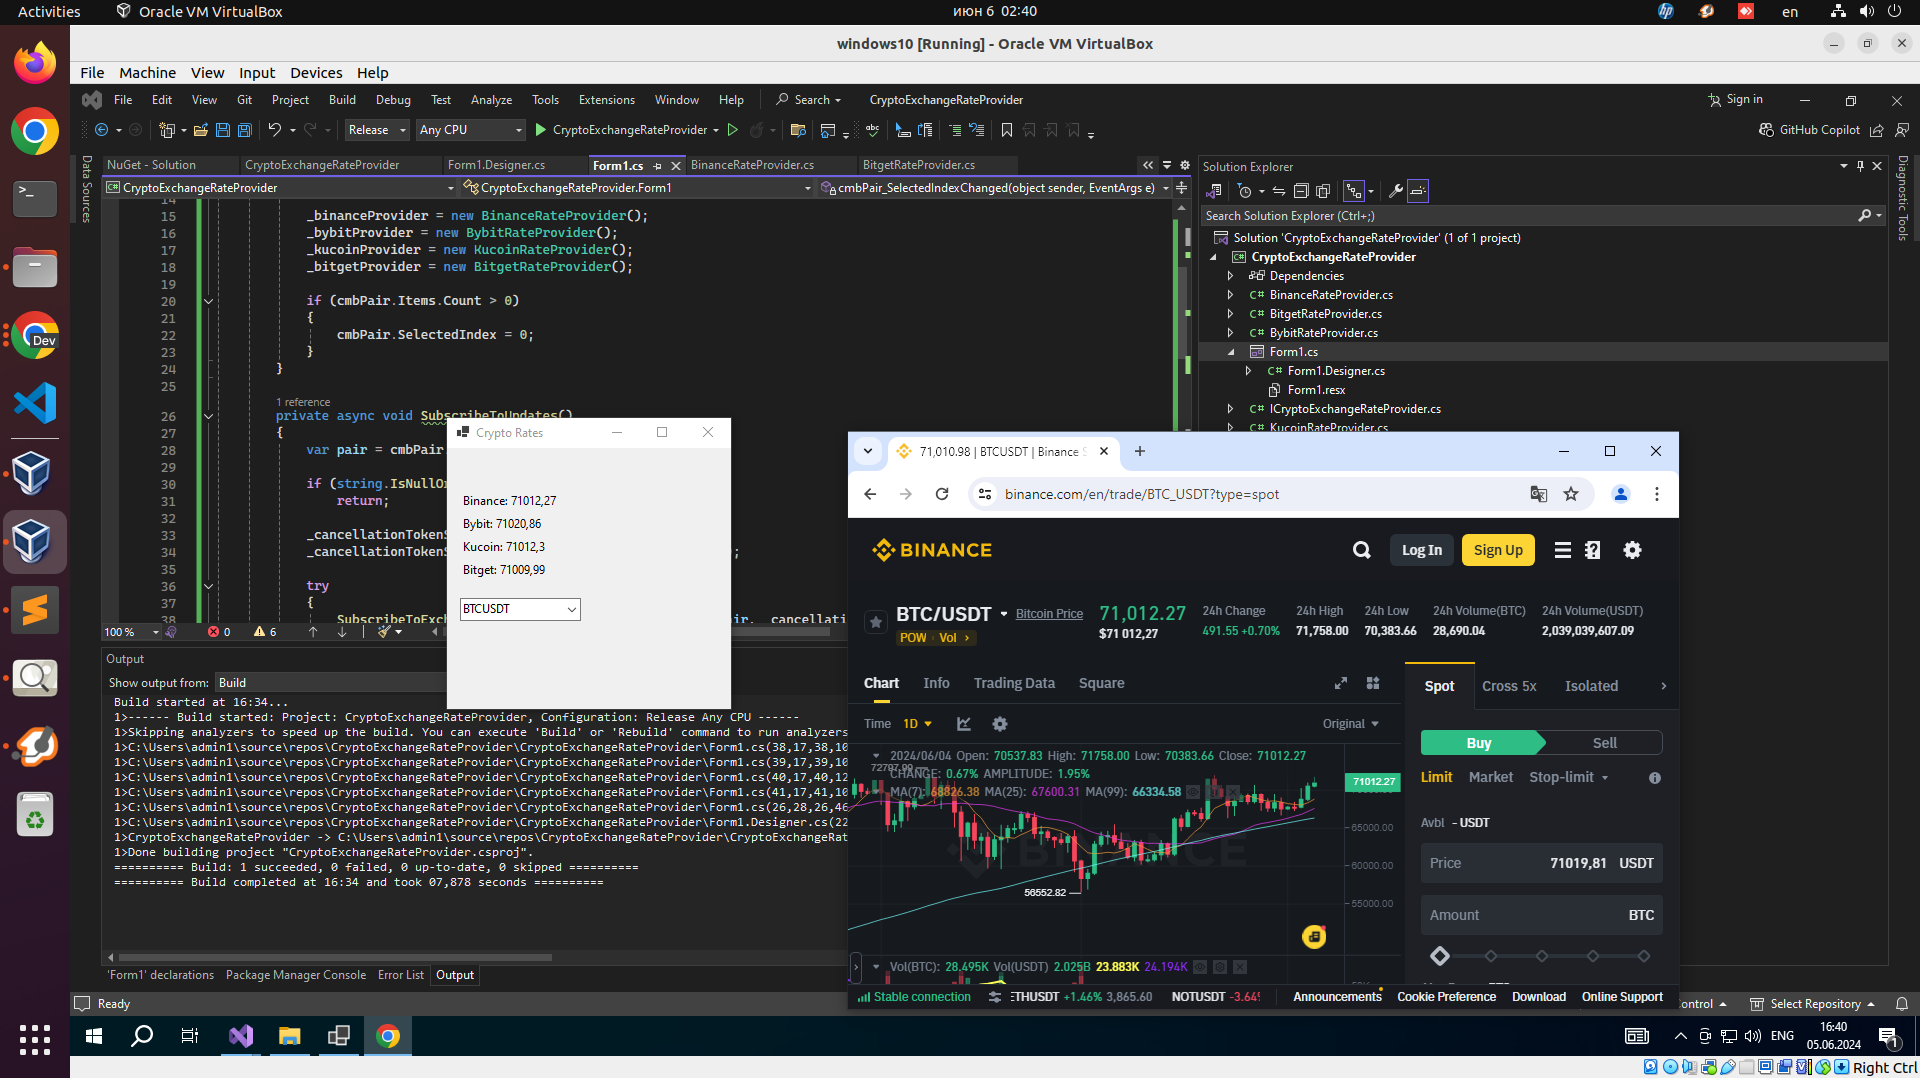 Activities
Oracle VM VirtualBox
июн 6 02:40
en
windows10 [Running] - Oracle VM VirtualBox
File Machine View Input Devices Help
File Edit View Git Project Build Debug Test Analyze Tools Extensions Window Help
Search
CryptoExchangeRateProvider
Sign in
Release
Any CPU
CryptoExchangeRateProvider
GitHub Copilot
Data Sources
NuGet - Solution
CryptoExchangeRateProvider
Form1.Designer.cs
Form1.cs
BinanceRateProvider.cs
BitgetRateProvider.cs
CryptoExchangeRateProvider
CryptoExchangeRateProvider.Form1
cmbPair_SelectedIndexChanged(object sender, EventArgs e)
14
15 _binanceProvider = new BinanceRateProvider();
16 _bybitProvider = new BybitRateProvider();
17 _kucoinProvider = new KucoinRateProvider();
18 _bitgetProvider = new BitgetRateProvider();
19
20 if (cmbPair.Items.Count > 0)
21 {
22 cmbPair.SelectedIndex = 0;
23 }
24 }
25
1 reference
26 private async void SubscribeToUpdates()
27 {
28 var pair = cmbPair.
29
30 if (string.IsNullOr
31 return;
32
33 _cancellationTokenS
34 _cancellationTokenS );
35
36 try
37 {
38 SubscribeToExch air, cancellation
100 %
0
6
Solution Explorer
Search Solution Explorer (Ctrl+;)
Solution 'CryptoExchangeRateProvider' (1 of 1 project)
CryptoExchangeRateProvider
Dependencies
C# BinanceRateProvider.cs
C# BitgetRateProvider.cs
C# BybitRateProvider.cs
Form1.cs
C# Form1.Designer.cs
Form1.resx
C# ICryptoExchangeRateProvider.cs
C# KucoinRateProvider.cs
Diagnostic Tools
Crypto Rates
Binance: 71012,27
Bybit: 71020,86
Kucoin: 71012,3
Bitget: 71009,99
BTCUSDT
Output
Show output from: Build
Build started at 16:34...
1>------ Build started: Project: CryptoExchangeRateProvider, Configuration: Release Any CPU ------
1>Skipping analyzers to speed up the build. You can execute 'Build' or 'Rebuild' command to run analyzers
1>C:\Users\admin1\source\repos\CryptoExchangeRateProvider\CryptoExchangeRateProvider\Form1.cs(38,17,38,10
1>C:\Users\admin1\source\repos\CryptoExchangeRateProvider\CryptoExchangeRateProvider\Form1.cs(39,17,39,10
1>C:\Users\admin1\source\repos\CryptoExchangeRateProvider\CryptoExchangeRateProvider\Form1.cs(40,17,40,12
1>C:\Users\admin1\source\repos\CryptoExchangeRateProvider\CryptoExchangeRateProvider\Form1.cs(41,17,41,10
1>C:\Users\admin1\source\repos\CryptoExchangeRateProvider\CryptoExchangeRateProvider\Form1.cs(26,28,26,46
1>C:\Users\admin1\source\repos\CryptoExchangeRateProvider\CryptoExchangeRateProvider\Form1.Designer.cs(22
1>CryptoExchangeRateProvider -> C:\Users\admin1\source\repos\CryptoExchangeRateProvider\CryptoExchangeRat
1>Done building project "CryptoExchangeRateProvider.csproj".
========== Build: 1 succeeded, 0 failed, 0 up-to-date, 0 skipped ==========
========== Build completed at 16:34 and took 07,878 seconds ==========
'Form1' declarations
Package Manager Console
Error List
Output
Ready
71,010.98 | BTCUSDT | Binance S
binance.com/en/trade/BTC_USDT?type=spot
BINANCE
Log In
Sign Up
BTC/USDT
Bitcoin Price
POW · Vol
71,012.27
$71 012,27
24h Change
491.55 +0.70%
24h High
71,758.00
24h Low
70,383.66
24h Volume(BTC)
28,690.04
24h Volume(USDT)
2,039,039,607.09
Chart
Info
Trading Data
Square
Spot
Cross 5x
Isolated
Time
1D
Original
Buy
Sell
Limit
Market
Stop-limit
2024/06/04 Open: 70537.83 High: 71758.00 Low: 70383.66 Close: 71012.27
72797.99
CHANGE: 0.67% AMPLITUDE: 1.95%
MA(7): 68826.38 MA(25): 67600.31 MA(99): 66334.58
71012.27
65000.00
60000.00
55000.00
56552.82
BINANCE
Avbl - USDT
Price
71019,81 USDT
Amount
BTC
Vol(BTC): 28.495K Vol(USDT) 2.025B 23.883K 24.194K
Stable connection
ETHUSDT +1.46% 3,865.60
NOTUSDT -3.64%
Announcements
Cookie Preference
Download
Online Support
ontrol
Select Repository
ENG
16:40
05.06.2024
1
Dev
Right Ctrl